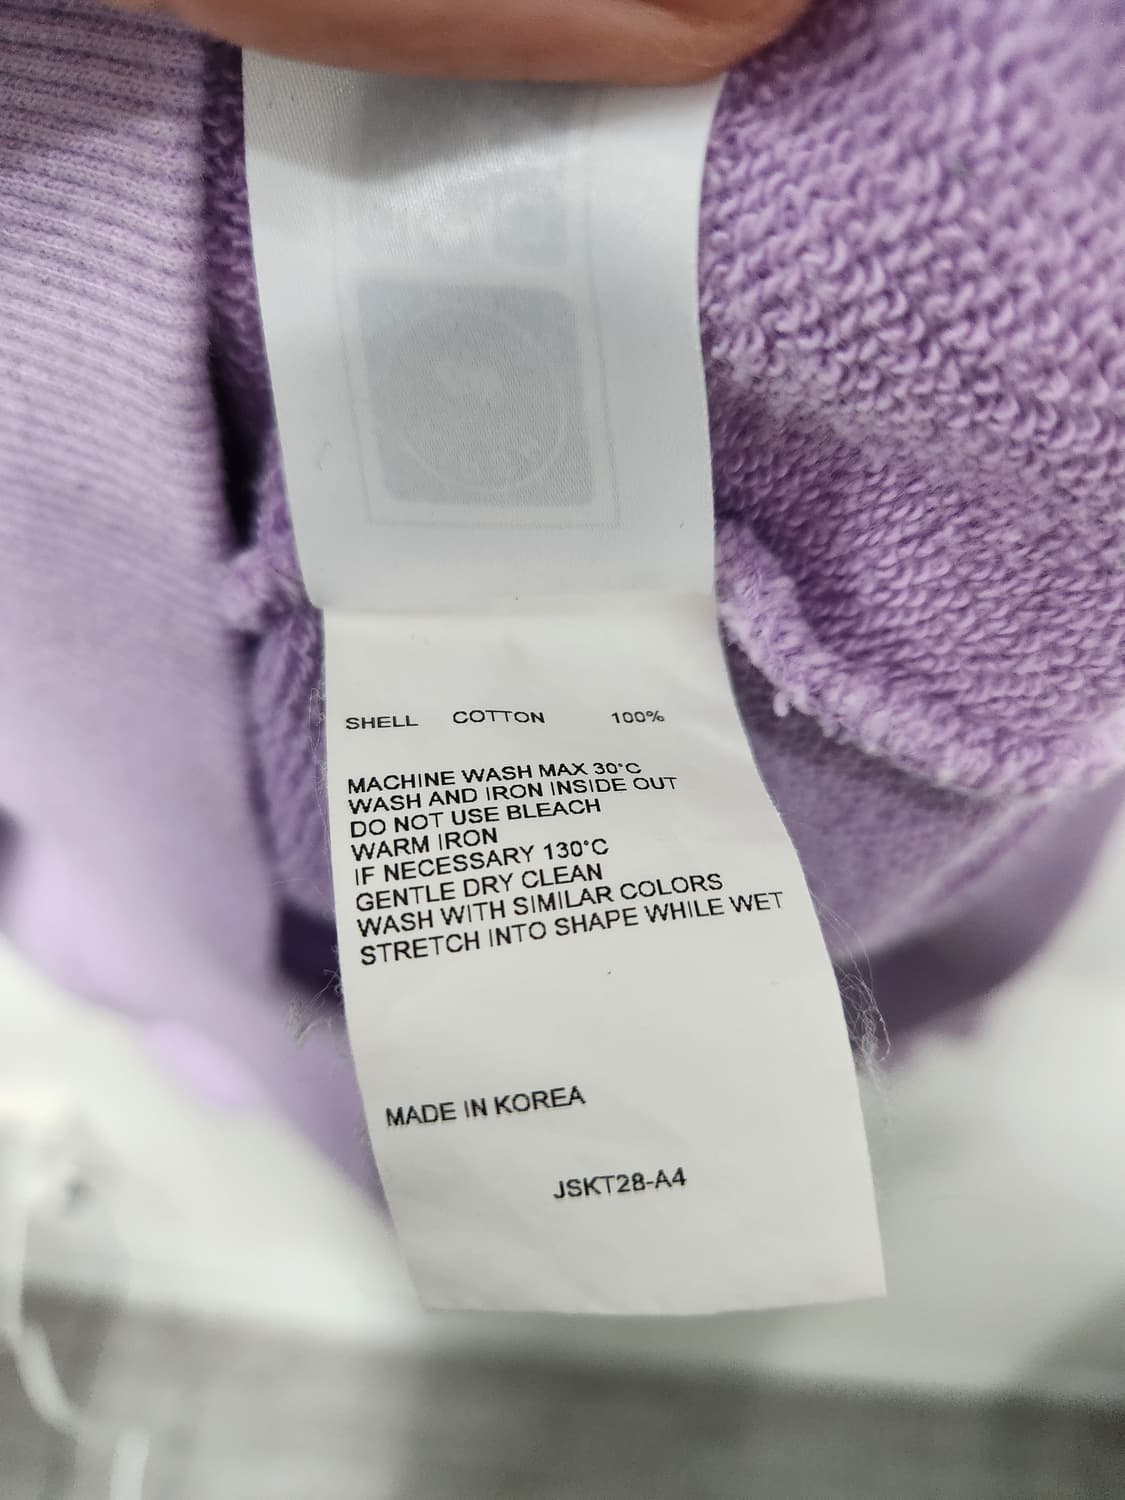 SHELL COTTON 100%
MACHINE WASH MAX 30°C
WASH AND IRON INSIDE OUT
DO NOT USE BLEACH
WARM IRON
IF NECESSARY 130°C
GENTLE DRY CLEAN
WASH WITH SIMILAR COLORS
STRETCH INTO SHAPE WHILE WET
MADE IN KOREA
JSKT28-A4